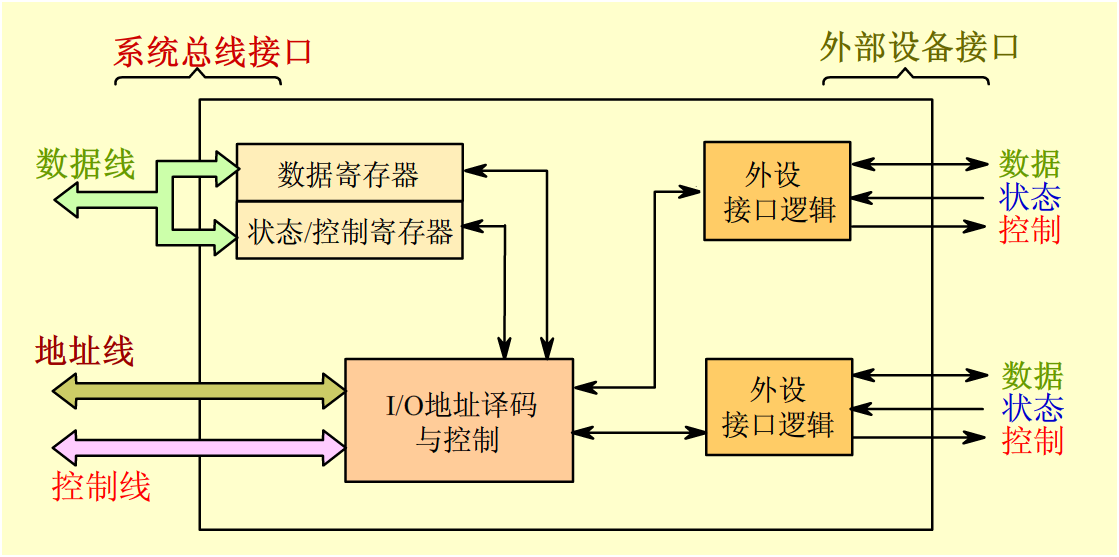 系统总线接口
外部设备接口
数据线
数据寄存器
状态/控制寄存器
外设
接口逻辑
数据
状态
控制
地址线
I/O地址译码
与控制
外设
接口逻辑
数据
状态
控制
控制线